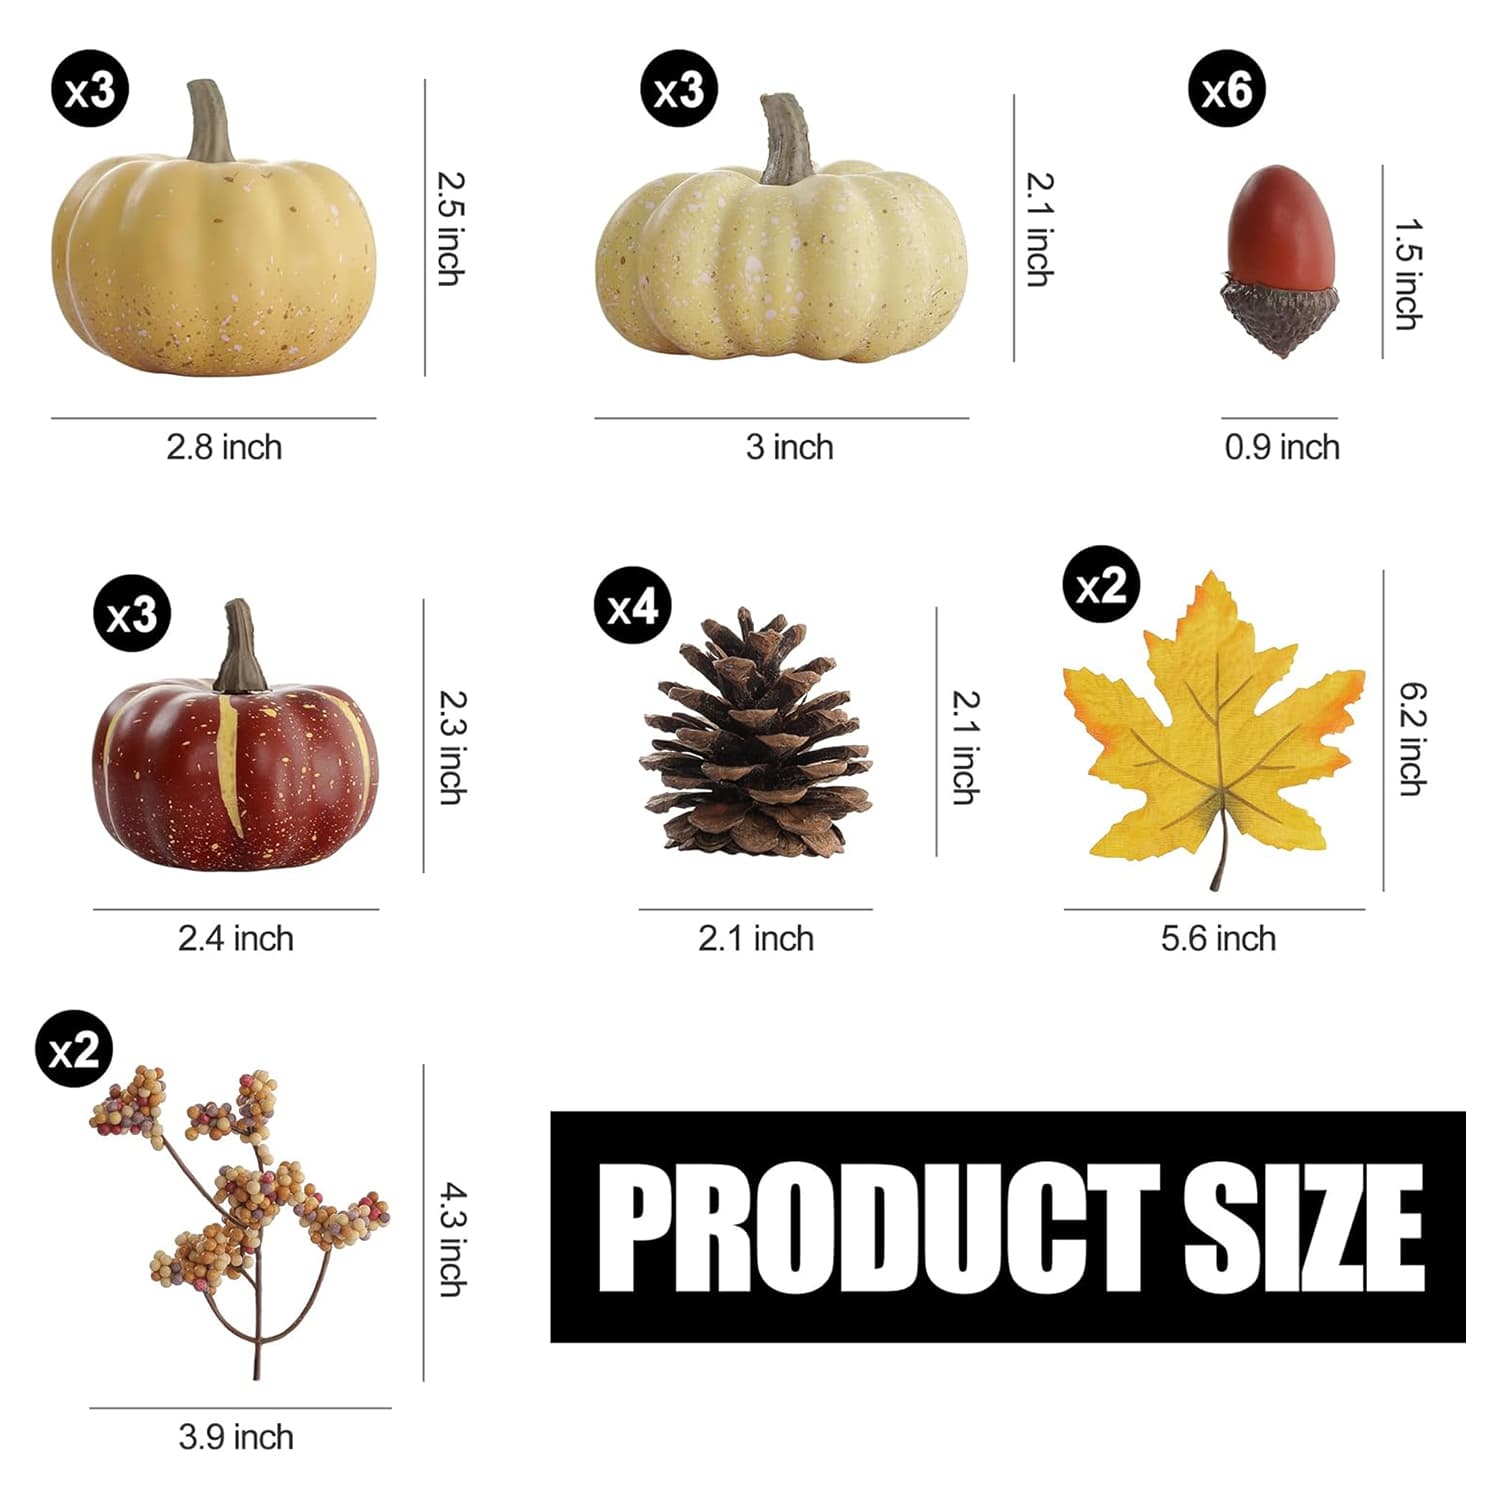 x3
2.5 inch
2.8 inch
x3
2.1 inch
3 inch
x6
1.5 inch
0.9 inch
x3
2.3 inch
2.4 inch
x4
2.1 inch
2.1 inch
x2
6.2 inch
5.6 inch
x2
4.3 inch
3.9 inch
PRODUCT SIZE